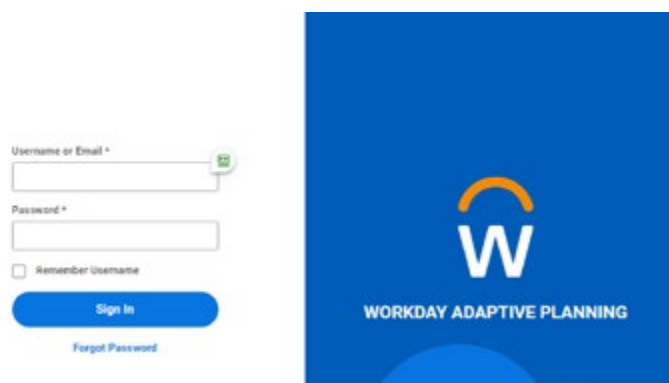 Username or Email *
Password *
Remember Username
Sign In
Forgot Password
W
WORKDAY ADAPTIVE PLANNING